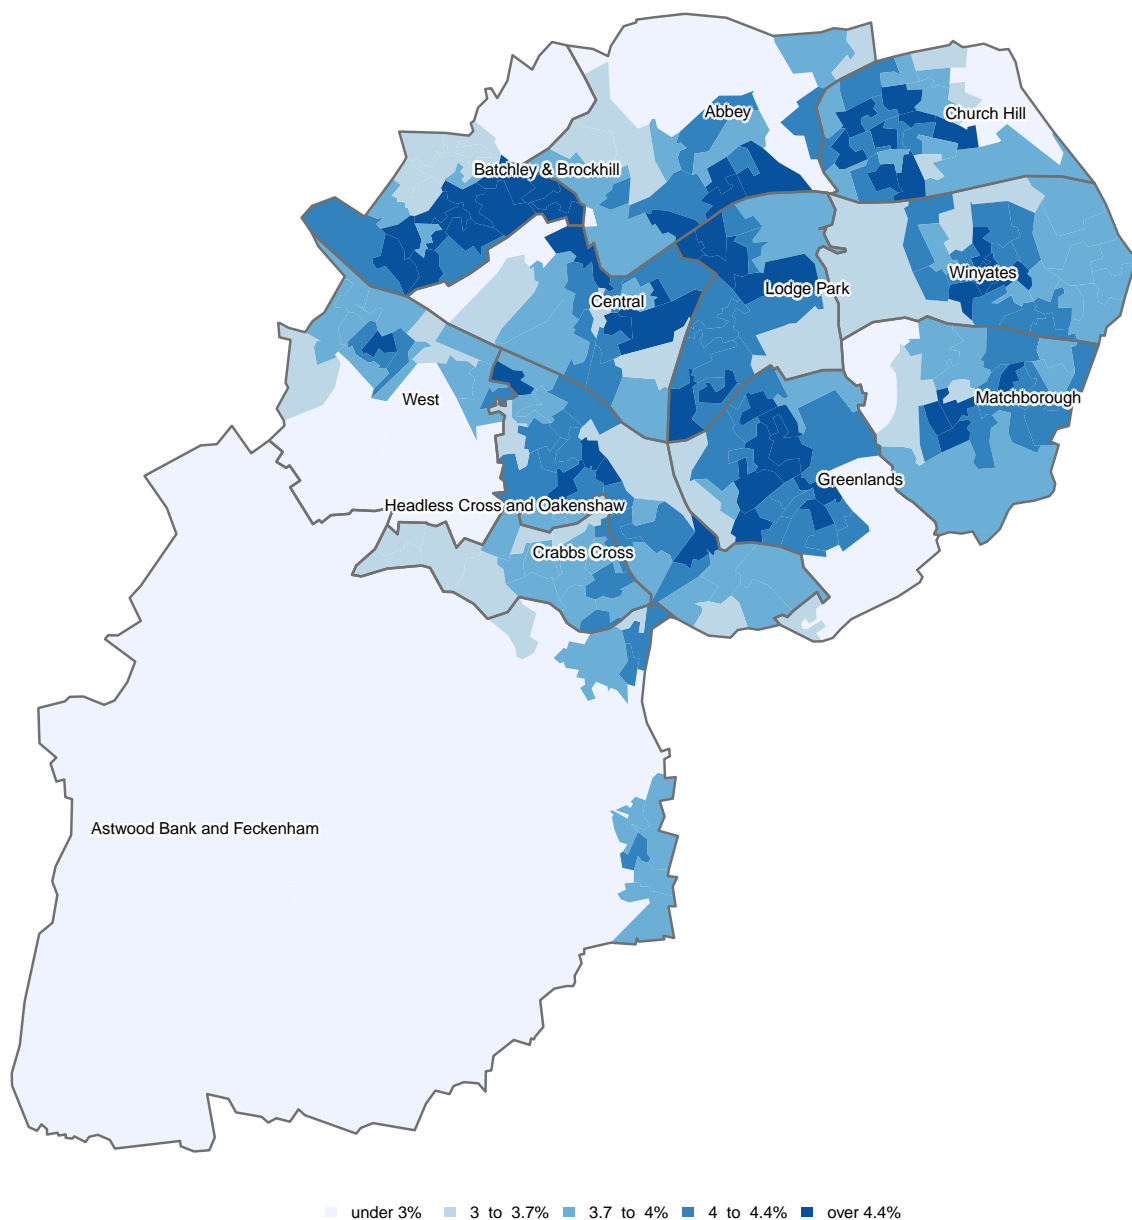 Abbey
Church Hill
Batchley & Brockhill
Winyates
Lodge Park
Central
Matchborough
West
Greenlands
Headless Cross and Oakenshaw
Crabbs Cross
Astwood Bank and Feckenham
under 3% 3 to 3.7% 3.7 to 4% 4 to 4.4% over 4.4%